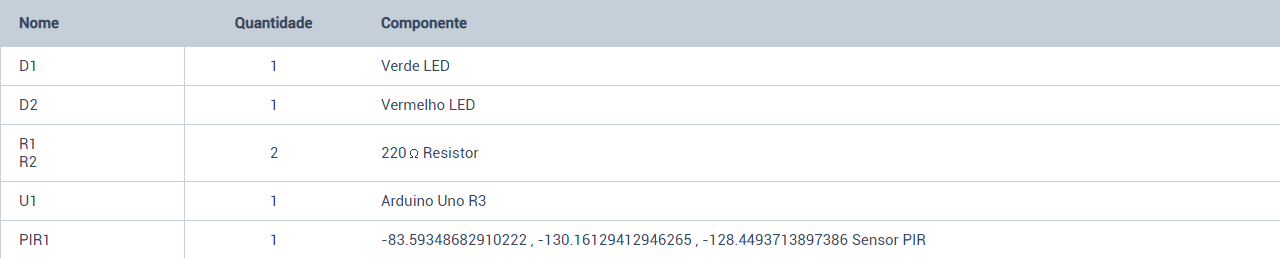 Nome Quantidade Componente
D1 1 Verde LED
D2 1 Vermelho LED
R1
R2 2 220 Ω Resistor
U1 1 Arduino Uno R3
PIR1 1 -83.59348682910222 , -130.16129412946265 , -128.4493713897386 Sensor PIR